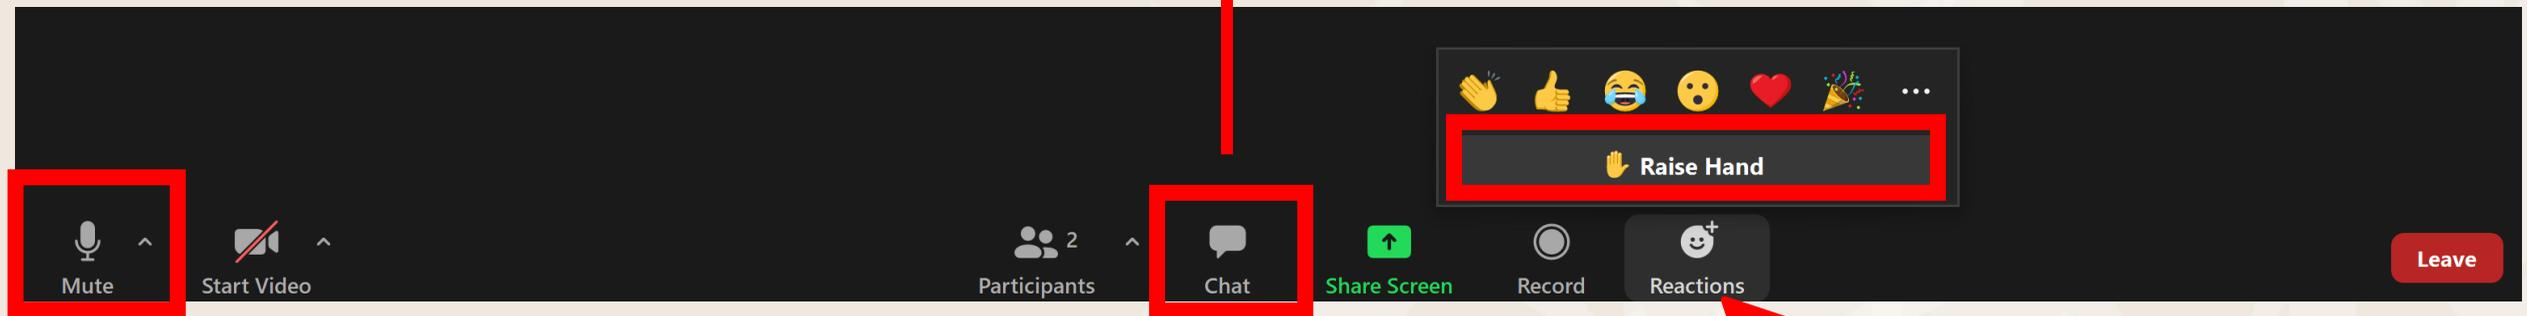 Raise Hand
Mute
Start Video
Participants
2
Chat
Share Screen
Record
Reactions
Leave